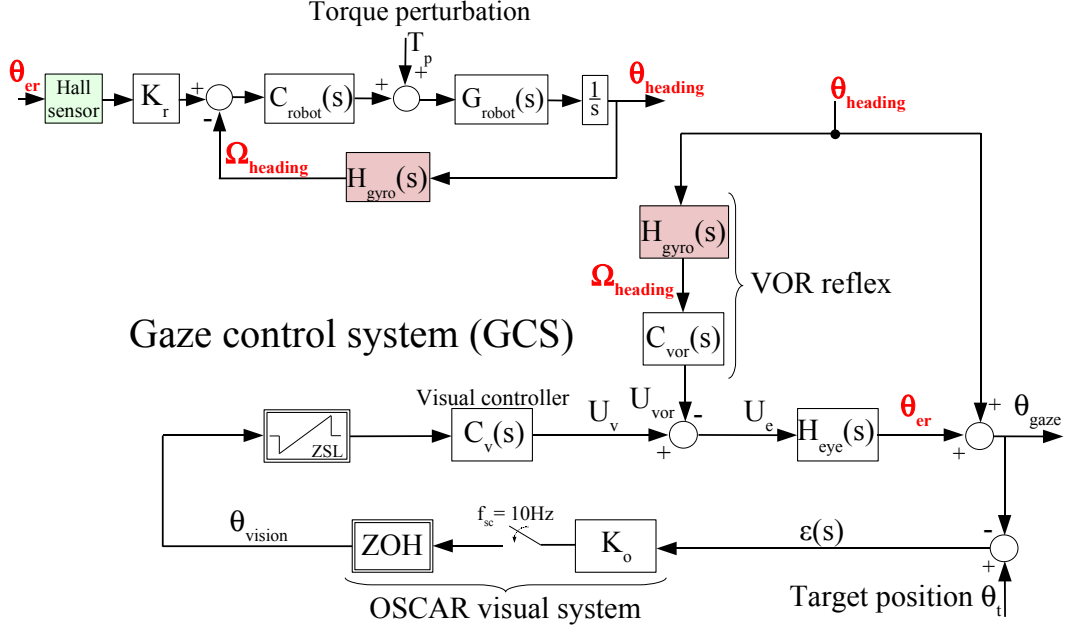 Torque perturbation
T_p
θ_er
Hall sensor
K_r
+
-
C_robot(s)
+
+
G_robot(s)
1/s
θ_heading
Ω_heading
H_gyro(s)
θ_heading
H_gyro(s)
Ω_heading
VOR reflex
C_vor(s)
Gaze control system (GCS)
Visual controller
ZSL
C_v(s)
U_v
U_vor
-
+
U_e
H_eye(s)
θ_er
+
+
θ_gaze
θ_vision
ZOH
f_sc = 10Hz
K_o
ε(s)
-
+
OSCAR visual system
Target position θ_t